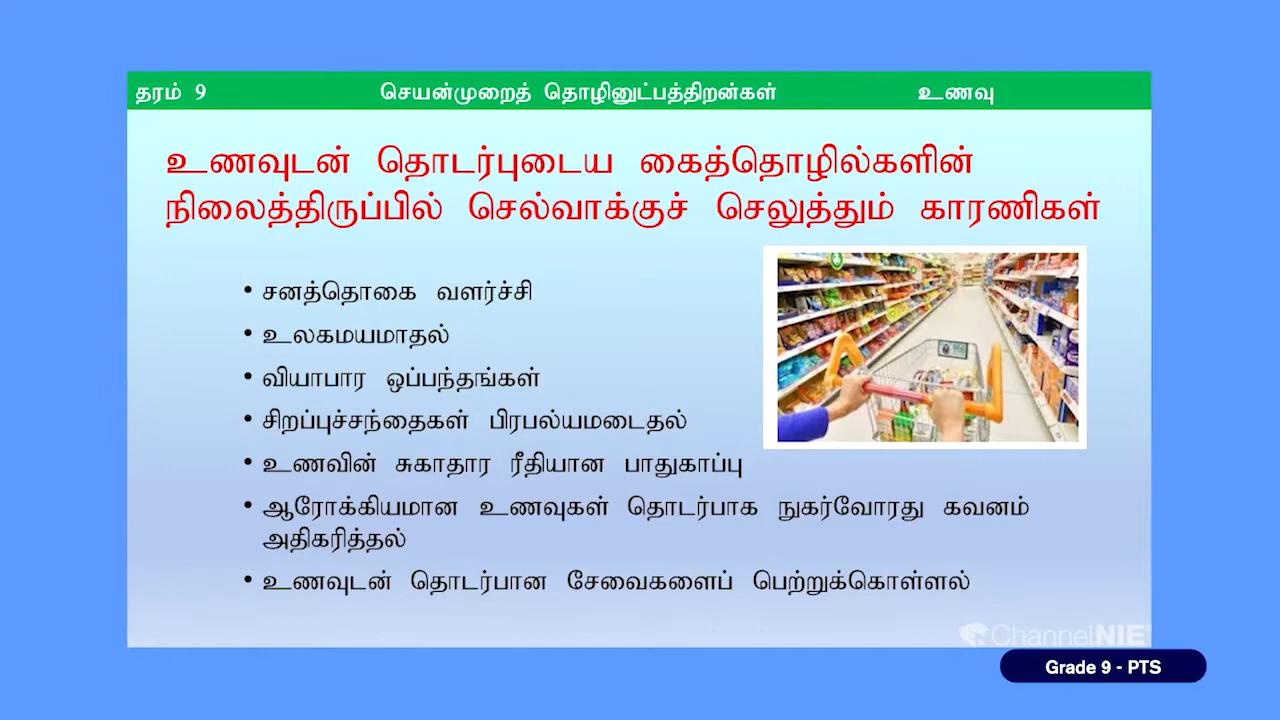 தரம் 9 செயன்முறைத் தொழினுட்பத்திறன்கள் உணவு
உணவுடன் தொடர்புடைய கைத்தொழில்களின்
நிலைத்திருப்பில் செல்வாக்குச் செலுத்தும் காரணிகள்
• சனத்தொகை வளர்ச்சி
• உலகமயமாதல்
• வியாபார ஒப்பந்தங்கள்
• சிறப்புச்சந்தைகள் பிரபல்யமடைதல்
• உணவின் சுகாதார ரீதியான பாதுகாப்பு
• ஆரோக்கியமான உணவுகள் தொடர்பாக நுகர்வோரது கவனம்
அதிகரித்தல்
• உணவுடன் தொடர்பான சேவைகளைப் பெற்றுக்கொள்ளல்
ChannelNIE
Grade 9 - PTS